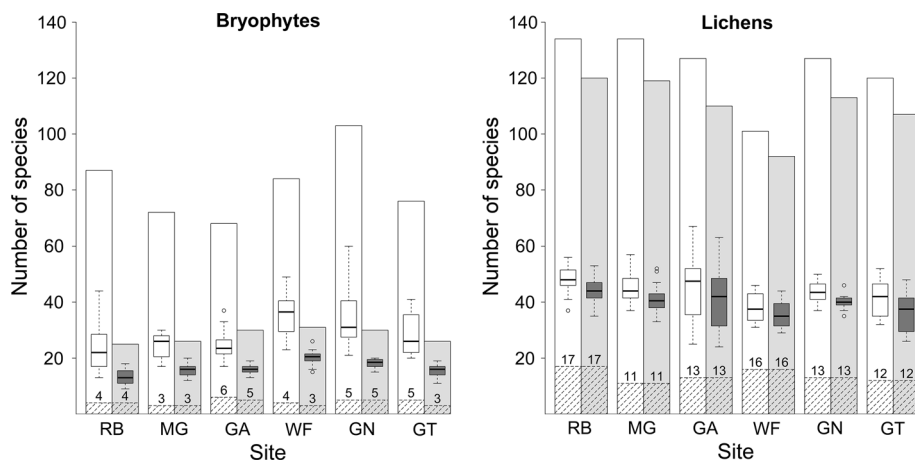 Bryophytes
Number of species
140
120
100
80
60
40
20
4 4 3 3 6 5 4 3 5 5 5 3
RB MG GA WF GN GT
Site
Lichens
Number of species
140
120
100
80
60
40
20
17 17 11 11 13 13 16 16 13 13 12 12
RB MG GA WF GN GT
Site